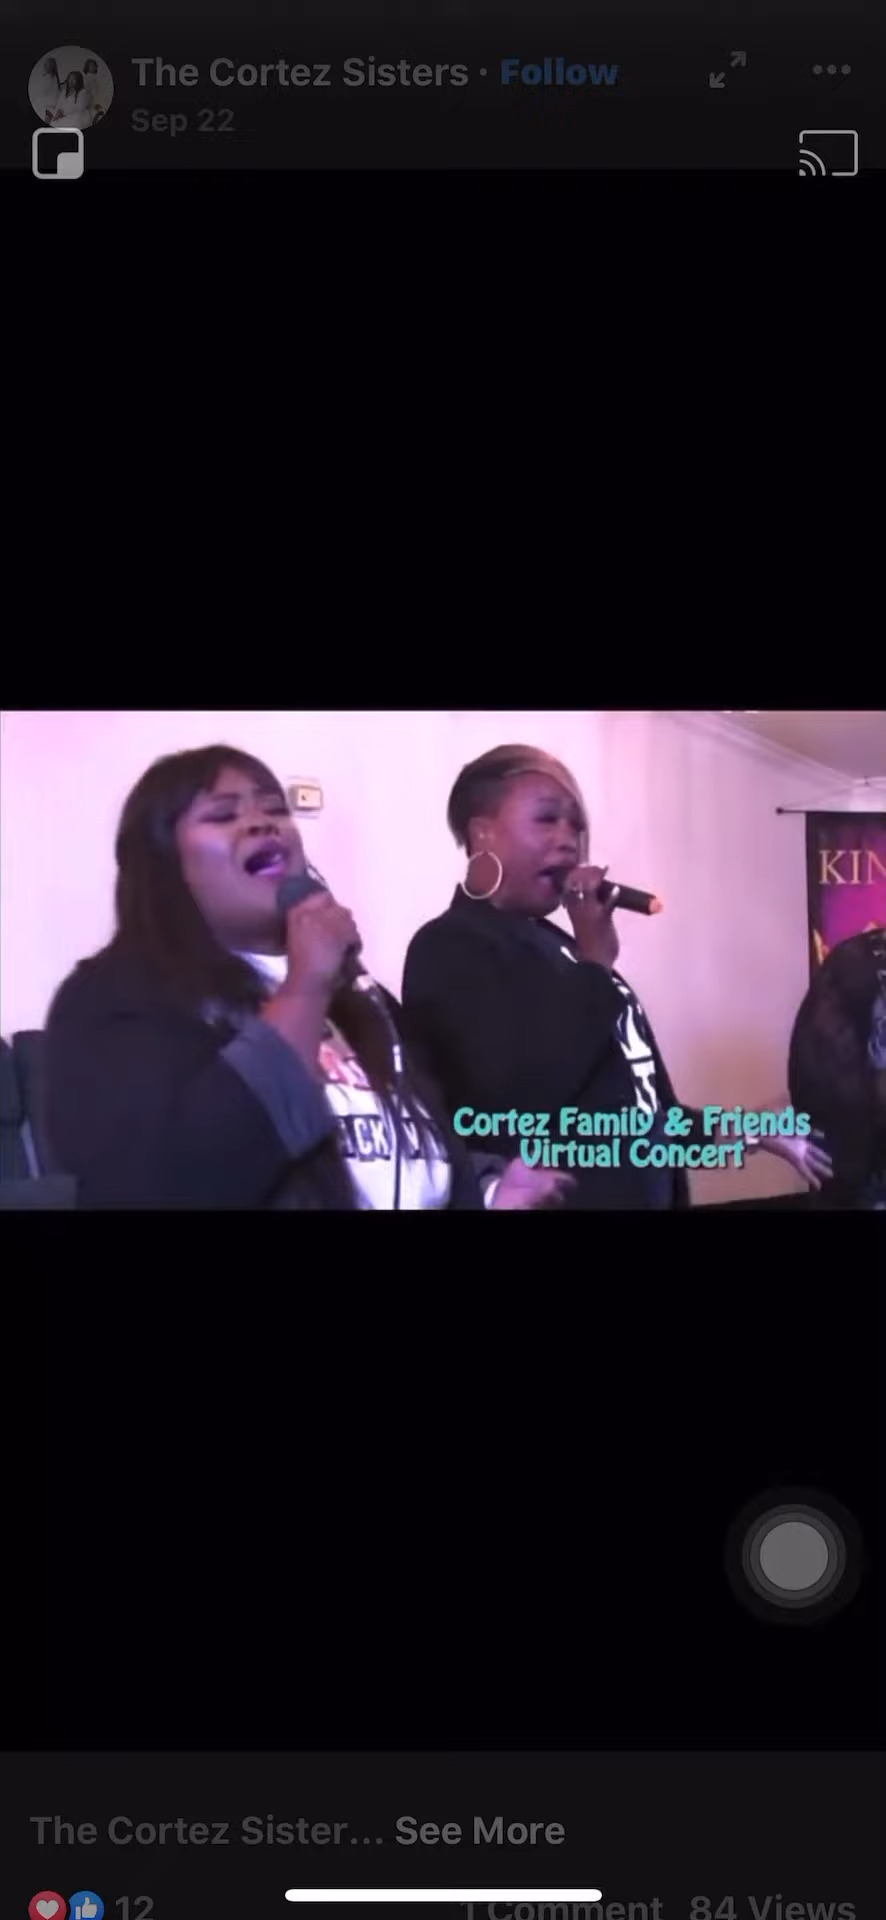 The Cortez Sisters · Follow
Sep 22
KIN
CK
Cortez Family & Friends
Virtual Concert
The Cortez Sister... See More
12
1 Comment
84 Views